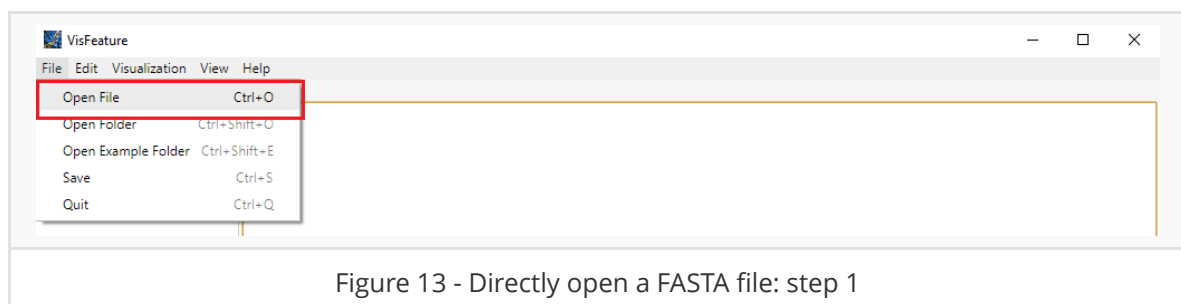 VisFeature
File Edit Visualization View Help
Open File Ctrl+O
Open Folder Ctrl+Shift+O
Open Example Folder Ctrl+Shift+E
Save Ctrl+S
Quit Ctrl+Q
Figure 13 - Directly open a FASTA file: step 1